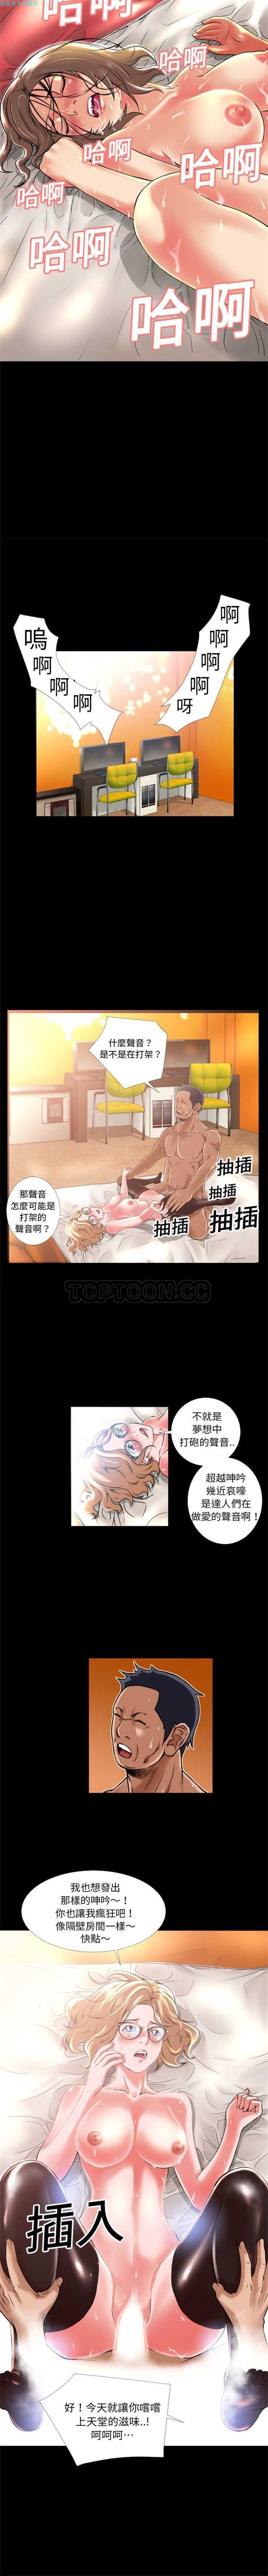 哈啊
哈啊
哈啊
哈啊
哈啊
哈啊
哈啊
啊
啊
啊
啊
呀
嗚
啊
啊
啊
什麼聲音？
是不是在打架？
那聲音
怎麼可能是
打架的
聲音啊？
抽插
抽插
抽插
抽插
TOPTOON.CC
不就是
夢想中
打砲的聲音..
超越呻吟
幾近哀嚎
是達人們在
做愛的聲音啊！
我也想發出
那樣的呻吟～！
你也讓我瘋狂吧！
像隔壁房間一樣～
快點～
插入
好！今天就讓你嚐嚐
上天堂的滋味..!
呵呵呵⋯